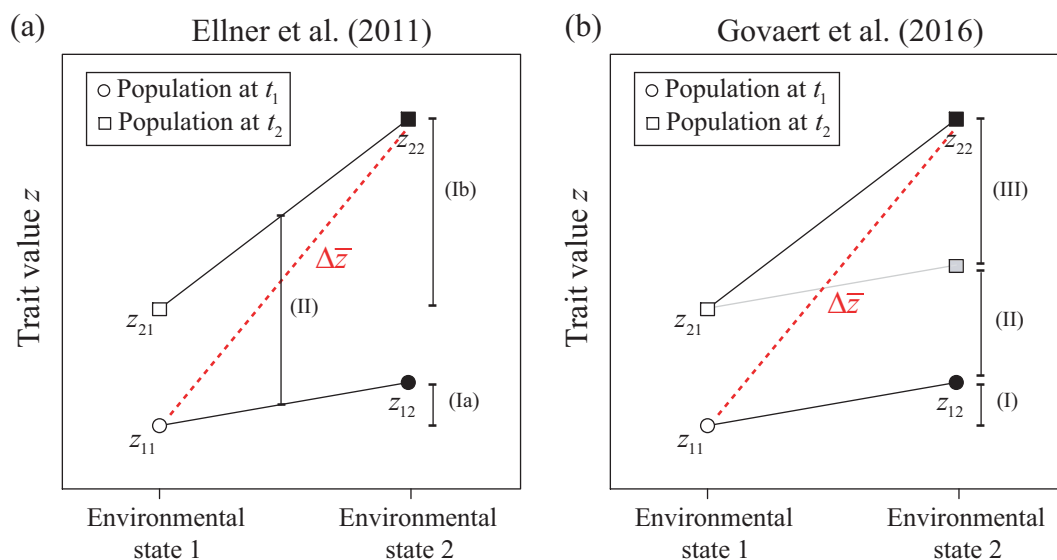 (a)
Ellner et al. (2011)
Population at t₁
Population at t₂
Trait value z
z₂₂
(Ib)
Δz̅
(II)
z₂₁
z₁₂
(Ia)
z₁₁
Environmental
state 1
Environmental
state 2
(b)
Govaert et al. (2016)
Population at t₁
Population at t₂
Trait value z
z₂₂
(III)
Δz̅
z₂₁
(II)
z₁₂
(I)
z₁₁
Environmental
state 1
Environmental
state 2